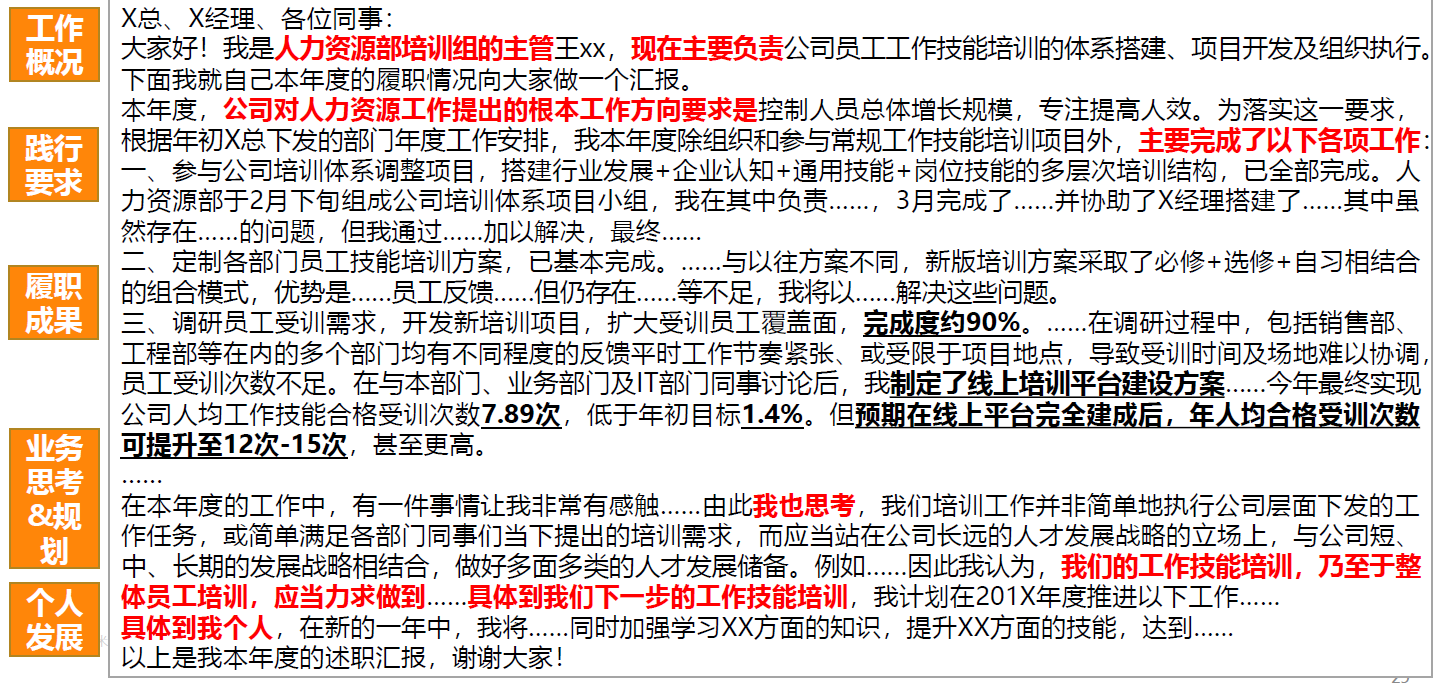 工作
概况
践行
要求
履职
成果
业务
思考
&规
划
个人
发展
X总、X经理、各位同事：
大家好！我是人力资源部培训组的主管王xx，现在主要负责公司员工工作技能培训的体系搭建、项目开发及组织执行。
下面我就自己本年度的履职情况向大家做一个汇报。
本年度，公司对人力资源工作提出的根本工作方向要求是控制人员总体增长规模，专注提高人效。为落实这一要求，
根据年初X总下发的部门年度工作安排，我本年度除组织和参与常规工作技能培训项目外，主要完成了以下各项工作：
一、参与公司培训体系调整项目，搭建行业发展+企业认知+通用技能+岗位技能的多层次培训结构，已全部完成。人
力资源部于2月下旬组成公司培训体系项目小组，我在其中负责……，3月完成了……并协助了X经理搭建了……其中虽
然存在……的问题，但我通过……加以解决，最终……
二、定制各部门员工技能培训方案，已基本完成。……与以往方案不同，新版培训方案采取了必修+选修+自习相结合
的组合模式，优势是……员工反馈……但仍存在……等不足，我将以……解决这些问题。
三、调研员工受训需求，开发新培训项目，扩大受训员工覆盖面，完成度约90%。……在调研过程中，包括销售部、
工程部等在内的多个部门均有不同程度的反馈平时工作节奏紧张、或受限于项目地点，导致受训时间及场地难以协调，
员工受训次数不足。在与本部门、业务部门及IT部门同事讨论后，我制定了线上培训平台建设方案……今年最终实现
公司人均工作技能合格受训次数7.89次，低于年初目标1.4%。但预期在线上平台完全建成后，年人均合格受训次数
可提升至12次-15次，甚至更高。
……
在本年度的工作中，有一件事情让我非常有感触……由此我也思考，我们培训工作并非简单地执行公司层面下发的工
作任务，或简单满足各部门同事们当下提出的培训需求，而应当站在公司长远的人才发展战略的立场上，与公司短、
中、长期的发展战略相结合，做好多面多类的人才发展储备。例如……因此我认为，我们的工作技能培训，乃至于整
体员工培训，应当力求做到……具体到我们下一步的工作技能培训，我计划在201X年度推进以下工作……
具体到我个人，在新的一年中，我将……同时加强学习XX方面的知识，提升XX方面的技能，达到……
以上是我本年度的述职汇报，谢谢大家！